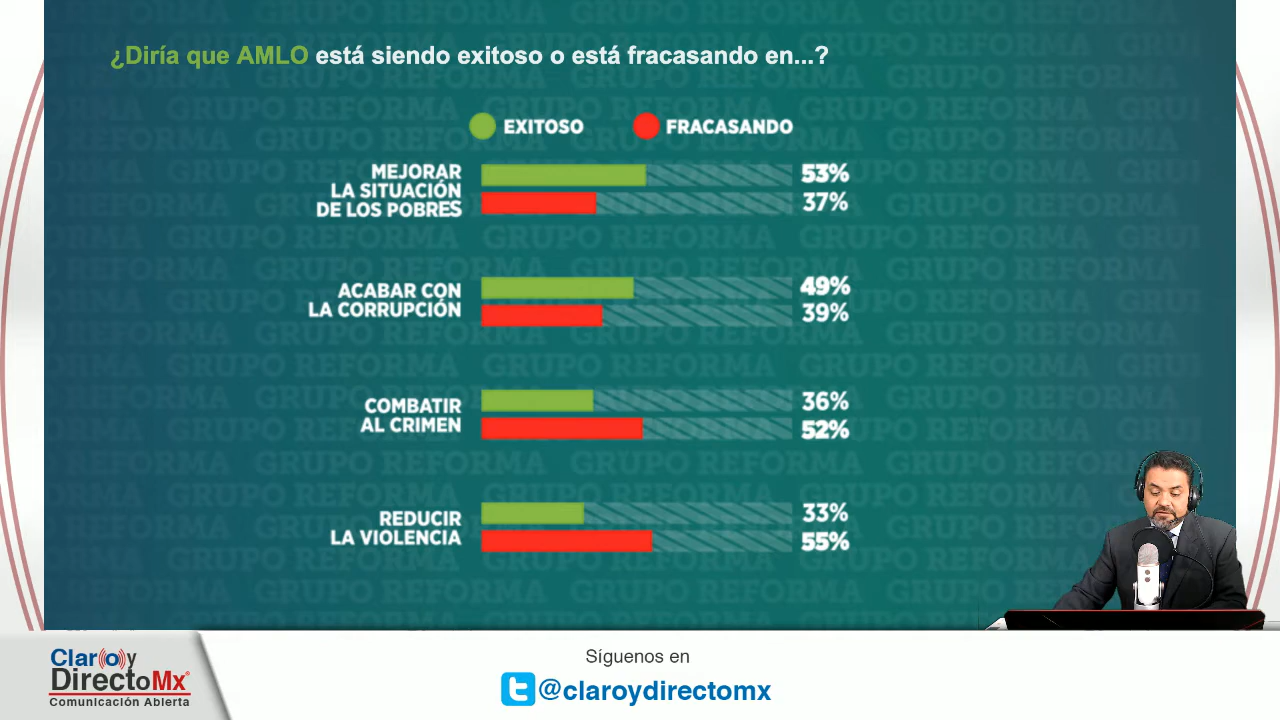 ¿Diría que AMLO está siendo exitoso o está fracasando en...?
EXITOSO
FRACASANDO
MEJORAR
LA SITUACIÓN
DE LOS POBRES
53%
37%
ACABAR CON
LA CORRUPCIÓN
49%
39%
COMBATIR
AL CRIMEN
36%
52%
REDUCIR
LA VIOLENCIA
33%
55%
GRUPO REFORMA
Claroy
DirectoMx
Comunicación Abierta
Síguenos en
@claroydirectomx